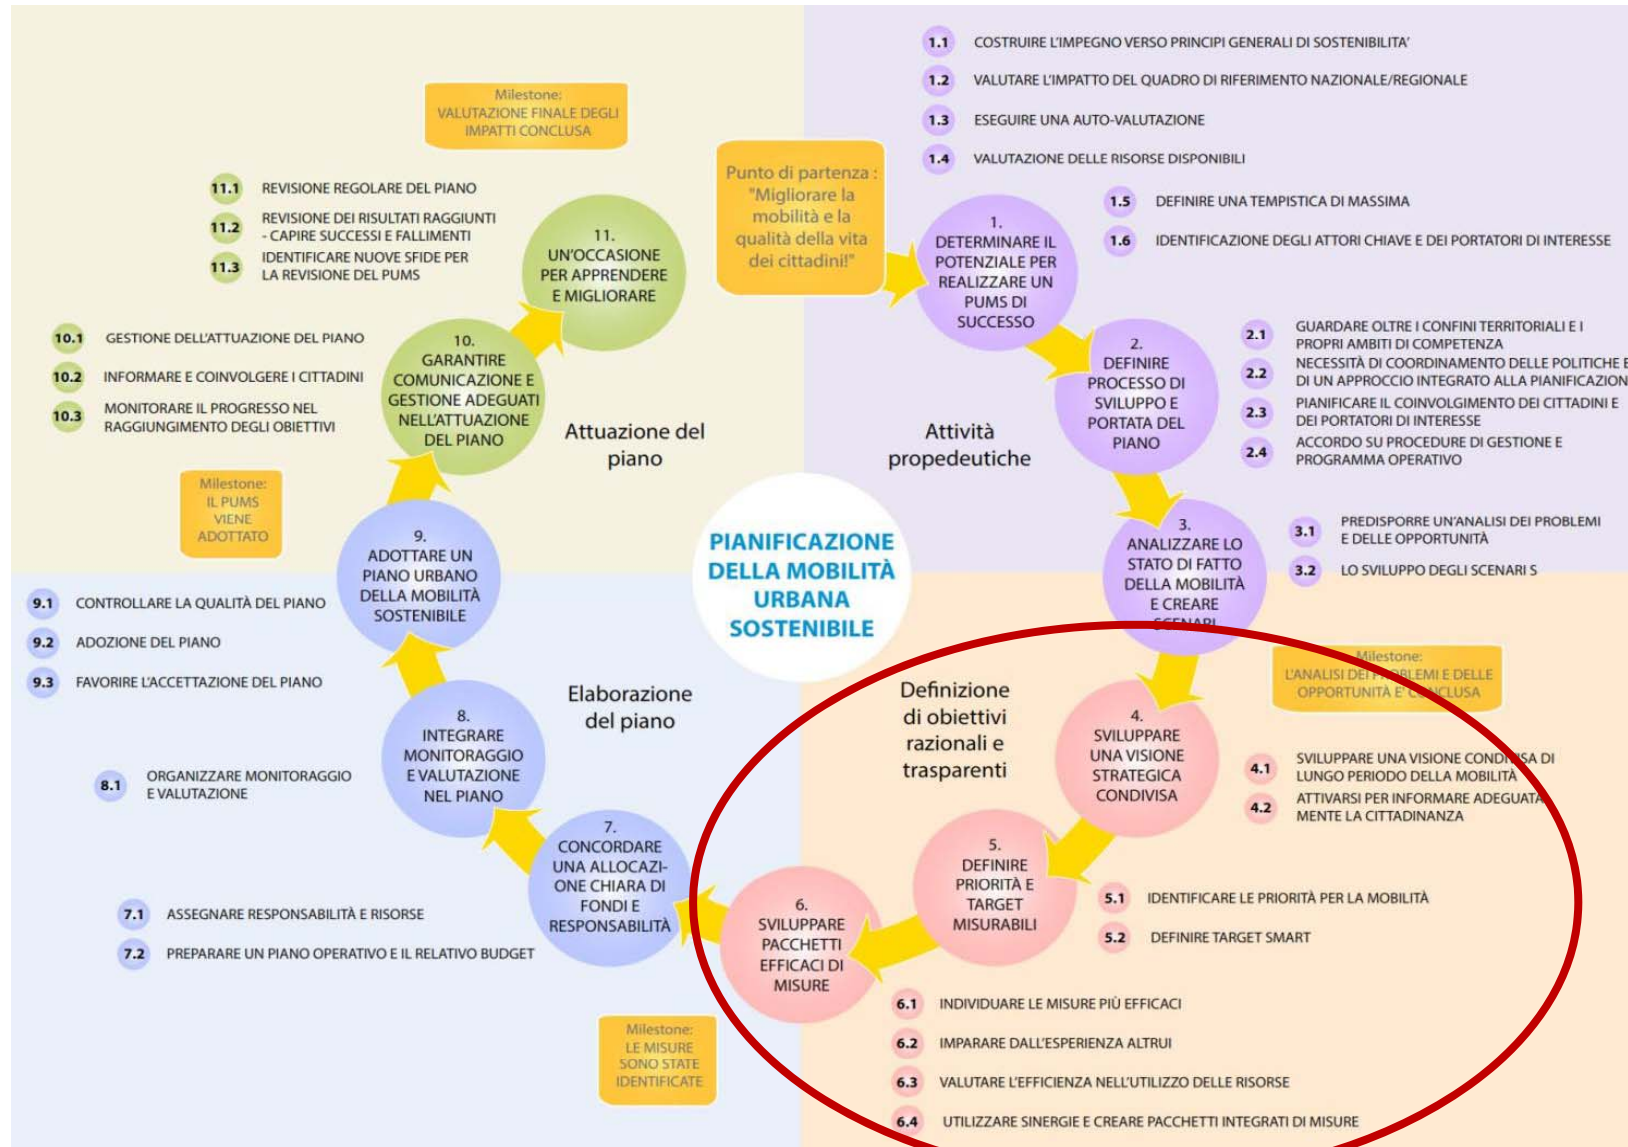 1.1 COSTRUIRE L'IMPEGNO VERSO PRINCIPI GENERALI DI SOSTENIBILITA'
1.2 VALUTARE L'IMPATTO DEL QUADRO DI RIFERIMENTO NAZIONALE/REGIONALE
1.3 ESEGUIRE UNA AUTO-VALUTAZIONE
1.4 VALUTAZIONE DELLE RISORSE DISPONIBILI
1.5 DEFINIRE UNA TEMPISTICA DI MASSIMA
1.6 IDENTIFICAZIONE DEGLI ATTORI CHIAVE E DEI PORTATORI DI INTERESSE
Punto di partenza :
"Migliorare la
mobilità e la
qualità della vita
dei cittadini!"
1.
DETERMINARE IL
POTENZIALE PER
REALIZZARE UN
PUMS DI
SUCCESSO
2.
DEFINIRE
PROCESSO DI
SVILUPPO E
PORTATA DEL
PIANO
2.1 GUARDARE OLTRE I CONFINI TERRITORIALI E I
PROPRI AMBITI DI COMPETENZA
2.2 NECESSITÀ DI COORDINAMENTO DELLE POLITICHE E
DI UN APPROCCIO INTEGRATO ALLA PIANIFICAZION
2.3 PIANIFICARE IL COINVOLGIMENTO DEI CITTADINI E
DEI PORTATORI DI INTERESSE
2.4 ACCORDO SU PROCEDURE DI GESTIONE E
PROGRAMMA OPERATIVO
Attività
propedeutiche
3.
ANALIZZARE LO
STATO DI FATTO
DELLA MOBILITÀ
E CREARE
SCENARI
3.1 PREDISPORRE UN'ANALISI DEI PROBLEMI
E DELLE OPPORTUNITÀ
3.2 LO SVILUPPO DEGLI SCENARI S
Milestone:
L'ANALISI DEI PROBLEMI E DELLE
OPPORTUNITÀ E' CONCLUSA
PIANIFICAZIONE
DELLA MOBILITÀ
URBANA
SOSTENIBILE
Definizione
di obiettivi
razionali e
trasparenti
4.
SVILUPPARE
UNA VISIONE
STRATEGICA
CONDIVISA
4.1 SVILUPPARE UNA VISIONE CONDIVISA DI
LUNGO PERIODO DELLA MOBILITÀ
4.2 ATTIVARSI PER INFORMARE ADEGUATA
MENTE LA CITTADINANZA
5.
DEFINIRE
PRIORITÀ E
TARGET
MISURABILI
5.1 IDENTIFICARE LE PRIORITÀ PER LA MOBILITÀ
5.2 DEFINIRE TARGET SMART
6.
SVILUPPARE
PACCHETTI
EFFICACI DI
MISURE
6.1 INDIVIDUARE LE MISURE PIÙ EFFICACI
6.2 IMPARARE DALL'ESPERIENZA ALTRUI
6.3 VALUTARE L'EFFICIENZA NELL'UTILIZZO DELLE RISORSE
6.4 UTILIZZARE SINERGIE E CREARE PACCHETTI INTEGRATI DI MISURE
Milestone:
LE MISURE
SONO STATE
IDENTIFICATE
Elaborazione
del piano
7.
CONCORDARE
UNA ALLOCAZI-
ONE CHIARA DI
FONDI E
RESPONSABILITÀ
7.1 ASSEGNARE RESPONSABILITÀ E RISORSE
7.2 PREPARARE UN PIANO OPERATIVO E IL RELATIVO BUDGET
8.
INTEGRARE
MONITORAGGIO
E VALUTAZIONE
NEL PIANO
8.1 ORGANIZZARE MONITORAGGIO
E VALUTAZIONE
9.
ADOTTARE UN
PIANO URBANO
DELLA MOBILITÀ
SOSTENIBILE
9.1 CONTROLLARE LA QUALITÀ DEL PIANO
9.2 ADOZIONE DEL PIANO
9.3 FAVORIRE L'ACCETTAZIONE DEL PIANO
Milestone:
IL PUMS
VIENE
ADOTTATO
Attuazione del
piano
10.
GARANTIRE
COMUNICAZIONE E
GESTIONE ADEGUATI
NELL'ATTUAZIONE
DEL PIANO
10.1 GESTIONE DELL'ATTUAZIONE DEL PIANO
10.2 INFORMARE E COINVOLGERE I CITTADINI
10.3 MONITORARE IL PROGRESSO NEL
RAGGIUNGIMENTO DEGLI OBIETTIVI
11.
UN'OCCASIONE
PER APPRENDERE
E MIGLIORARE
11.1 REVISIONE REGOLARE DEL PIANO
11.2 REVISIONE DEI RISULTATI RAGGIUNTI
- CAPIRE SUCCESSI E FALLIMENTI
11.3 IDENTIFICARE NUOVE SFIDE PER
LA REVISIONE DEL PUMS
Milestone:
VALUTAZIONE FINALE DEGLI
IMPATTI CONCLUSA